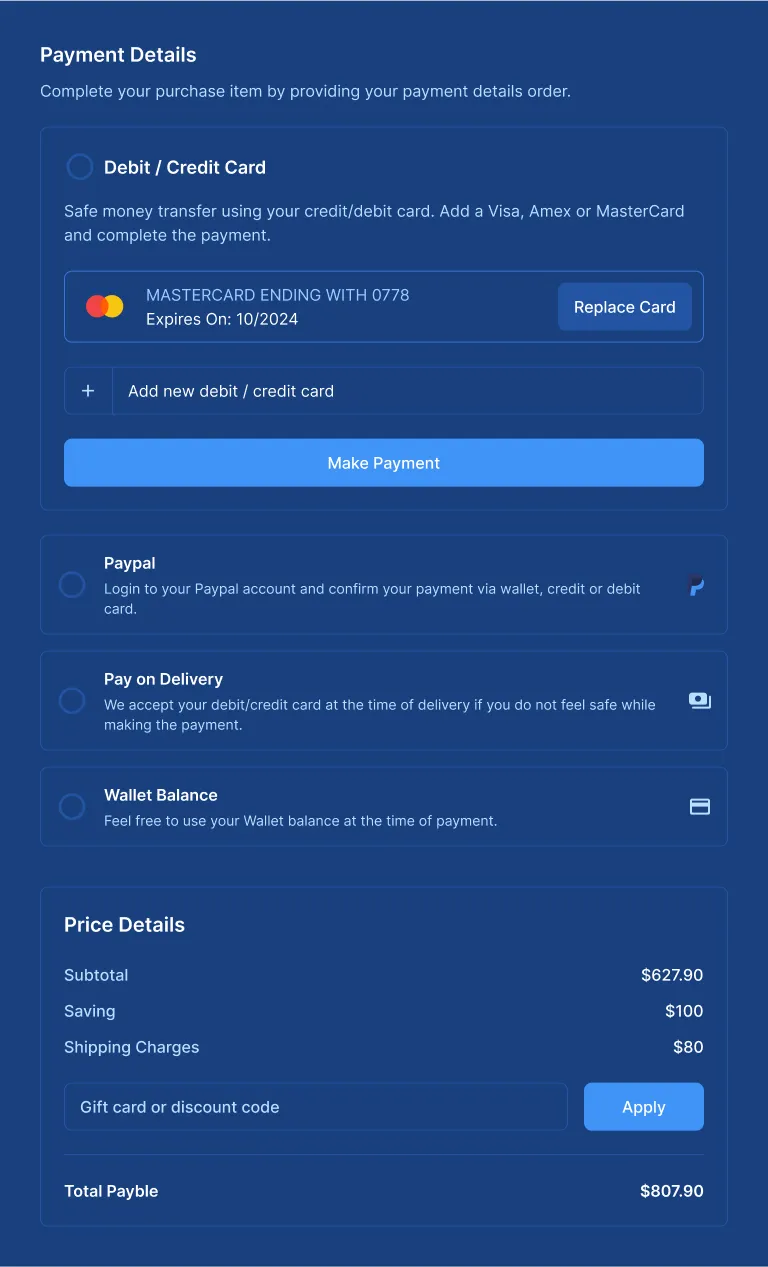 Payment Details
Complete your purchase item by providing your payment details order.
Debit / Credit Card
Safe money transfer using your credit/debit card. Add a Visa, Amex or MasterCard
and complete the payment.
MASTERCARD ENDING WITH 0778
Expires On: 10/2024
Replace Card
+ Add new debit / credit card
Make Payment
Paypal
Login to your Paypal account and confirm your payment via wallet, credit or debit
card.
Pay on Delivery
We accept your debit/credit card at the time of delivery if you do not feel safe while
making the payment.
Wallet Balance
Feel free to use your Wallet balance at the time of payment.
Price Details
Subtotal $627.90
Saving $100
Shipping Charges $80
Gift card or discount code Apply
Total Payble $807.90